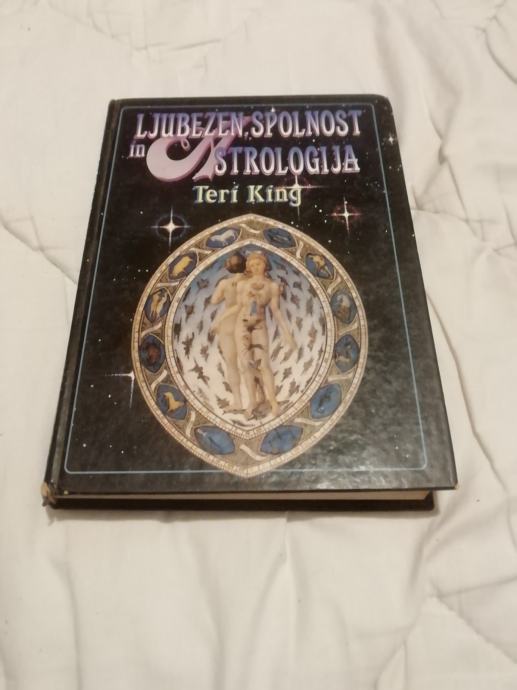 LJUBEZEN, SPOLNOST
in ASTROLOGIJA
Teri King